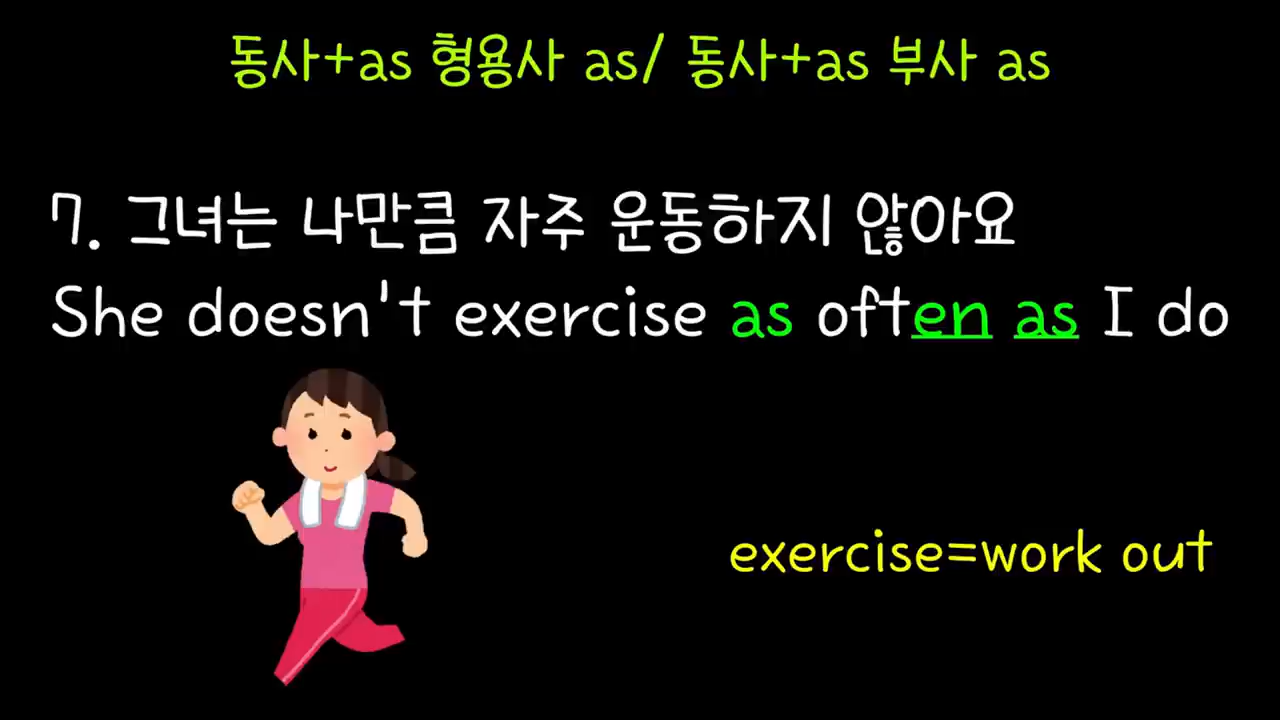 동사+as 형용사 as/ 동사+as 부사 as
7. 그녀는 나만큼 자주 운동하지 않아요
She doesn't exercise as often as I do
exercise=work out